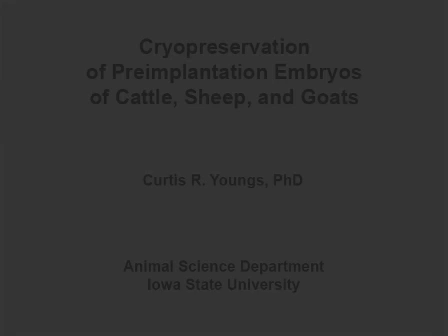 Cryopreservation
of Preimplantation Embryos
of Cattle, Sheep, and Goats
Curtis R. Youngs, PhD
Animal Science Department
Iowa State University